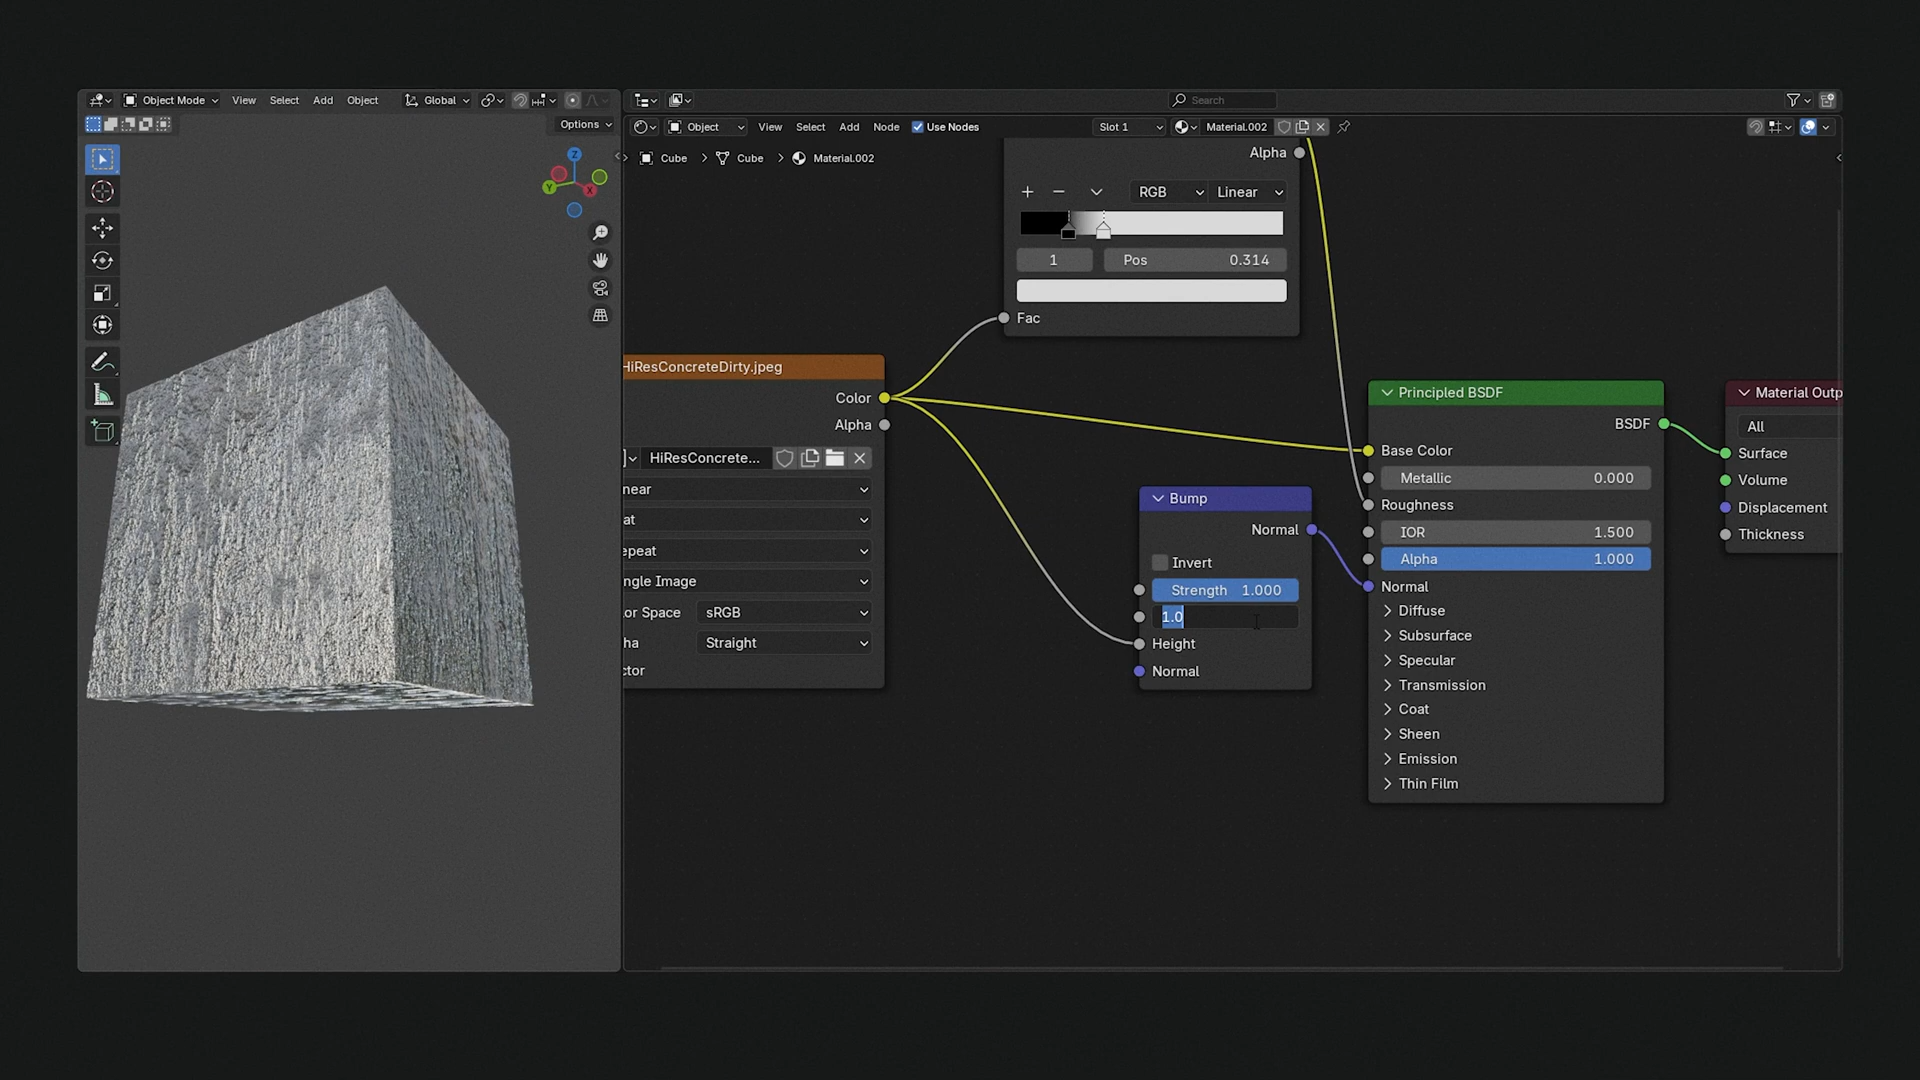 Object Mode View Select Add Object Global
Options
Z
Y
X
Search
Object View Select Add Node Use Nodes Slot 1 Material.002
Cube Cube Material.002
Alpha
RGB Linear
1 Pos 0.314
Fac
HiResConcreteDirty.jpeg
Color
Alpha
HiResConcrete...
near
at
epeat
ngle Image
or Space sRGB
ha Straight
ctor
Bump
Normal
Invert
Strength 1.000
1.0
Height
Normal
Principled BSDF
BSDF
Base Color
Metallic 0.000
Roughness
IOR 1.500
Alpha 1.000
Normal
Diffuse
Subsurface
Specular
Transmission
Coat
Sheen
Emission
Thin Film
Material Outp
All
Surface
Volume
Displacement
Thickness